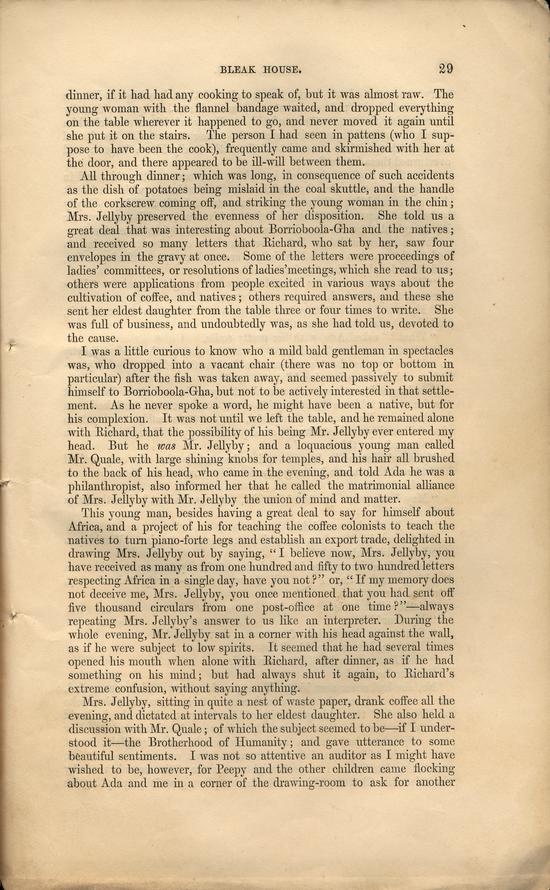 BLEAK HOUSE. 29
dinner, if it had had any cooking to speak of, but it was almost raw. The
young woman with the flannel bandage waited, and dropped everything
on the table wherever it happened to go, and never moved it again until
she put it on the stairs. The person I had seen in pattens (who I sup-
pose to have been the cook), frequently came and skirmished with her at
the door, and there appeared to be ill-will between them.
All through dinner; which was long, in consequence of such accidents
as the dish of potatoes being mislaid in the coal skuttle, and the handle
of the corkscrew coming off, and striking the young woman in the chin;
Mrs. Jellyby preserved the evenness of her disposition. She told us a
great deal that was interesting about Borrioboola-Gha and the natives;
and received so many letters that Richard, who sat by her, saw four
envelopes in the gravy at once. Some of the letters were proceedings of
ladies' committees, or resolutions of ladies'meetings, which she read to us;
others were applications from people excited in various ways about the
cultivation of coffee, and natives; others required answers, and these she
sent her eldest daughter from the table three or four times to write. She
was full of business, and undoubtedly was, as she had told us, devoted to
the cause.
I was a little curious to know who a mild bald gentleman in spectacles
was, who dropped into a vacant chair (there was no top or bottom in
particular) after the fish was taken away, and seemed passively to submit
himself to Borrioboola-Gha, but not to be actively interested in that settle-
ment. As he never spoke a word, he might have been a native, but for
his complexion. It was not until we left the table, and he remained alone
with Richard, that the possibility of his being Mr. Jellyby ever entered my
head. But he was Mr. Jellyby; and a loquacious young man called
Mr. Quale, with large shining knobs for temples, and his hair all brushed
to the back of his head, who came in the evening, and told Ada he was a
philanthropist, also informed her that he called the matrimonial alliance
of Mrs. Jellyby with Mr. Jellyby the union of mind and matter.
This young man, besides having a great deal to say for himself about
Africa, and a project of his for teaching the coffee colonists to teach the
natives to turn piano-forte legs and establish an export trade, delighted in
drawing Mrs. Jellyby out by saying, "I believe now, Mrs. Jellyby, you
have received as many as from one hundred and fifty to two hundred letters
respecting Africa in a single day, have you not?" or, "If my memory does
not deceive me, Mrs. Jellyby, you once mentioned that you had sent off
five thousand circulars from one post-office at one time?"—always
repeating Mrs. Jellyby's answer to us like an interpreter. During the
whole evening, Mr. Jellyby sat in a corner with his head against the wall,
as if he were subject to low spirits. It seemed that he had several times
opened his mouth when alone with Richard, after dinner, as if he had
something on his mind; but had always shut it again, to Richard's
extreme confusion, without saying anything.
Mrs. Jellyby, sitting in quite a nest of waste paper, drank coffee all the
evening, and dictated at intervals to her eldest daughter. She also held a
discussion with Mr. Quale; of which the subject seemed to be—if I under-
stood it—the Brotherhood of Humanity; and gave utterance to some
beautiful sentiments. I was not so attentive an auditor as I might have
wished to be, however, for Peepy and the other children came flocking
about Ada and me in a corner of the drawing-room to ask for another